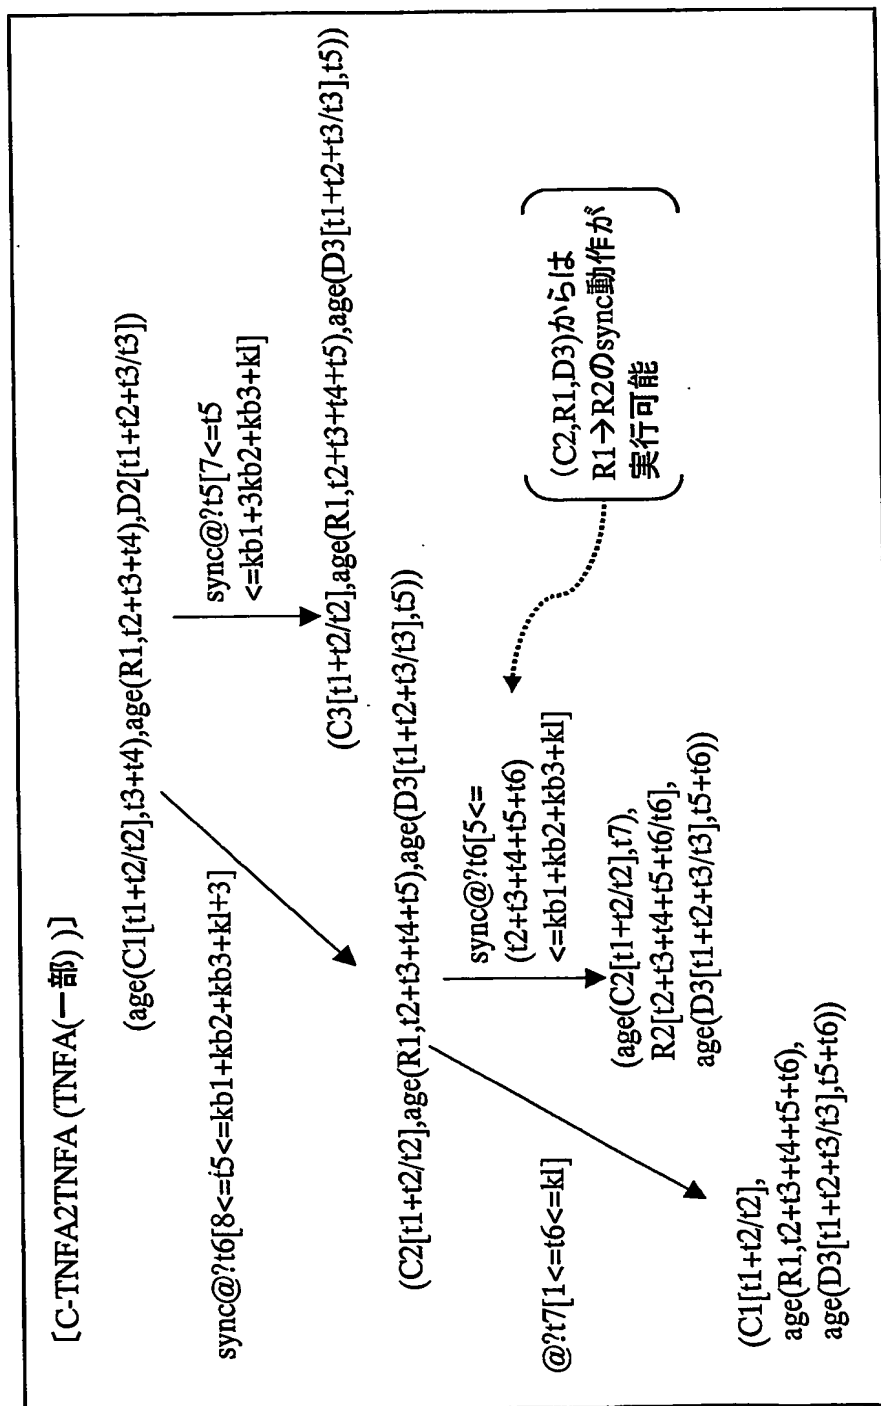 [C-TNFA2TNFA (TNFA(一部) )]
(age(C1[t1+t2/t2],t3+t4),age(R1,t2+t3+t4),D2[t1+t2+t3/t3])
sync@?t6[8<=t5<=kb1+kb2+kb3+kl+3]
sync@?t5[7<=t5
<=kb1+3kb2+kb3+kl]
(C3[t1+t2/t2],age(R1,t2+t3+t4+t5),age(D3[t1+t2+t3/t3],t5))
(C2[t1+t2/t2],age(R1,t2+t3+t4+t5),age(D3[t1+t2+t3/t3],t5))
(C2,R1,D3)からは
R1→R2のsync動作が
実行可能
@?t7[1<=t6<=kl]
sync@?t6[5<=
(t2+t3+t4+t5+t6)
<=kb1+kb2+kb3+kl]
(age(C2[t1+t2/t2],t7),
R2[t2+t3+t4+t5+t6/t6],
age(D3[t1+t2+t3/t3],t5+t6))
(C1[t1+t2/t2],
age(R1,t2+t3+t4+t5+t6),
age(D3[t1+t2+t3/t3],t5+t6))